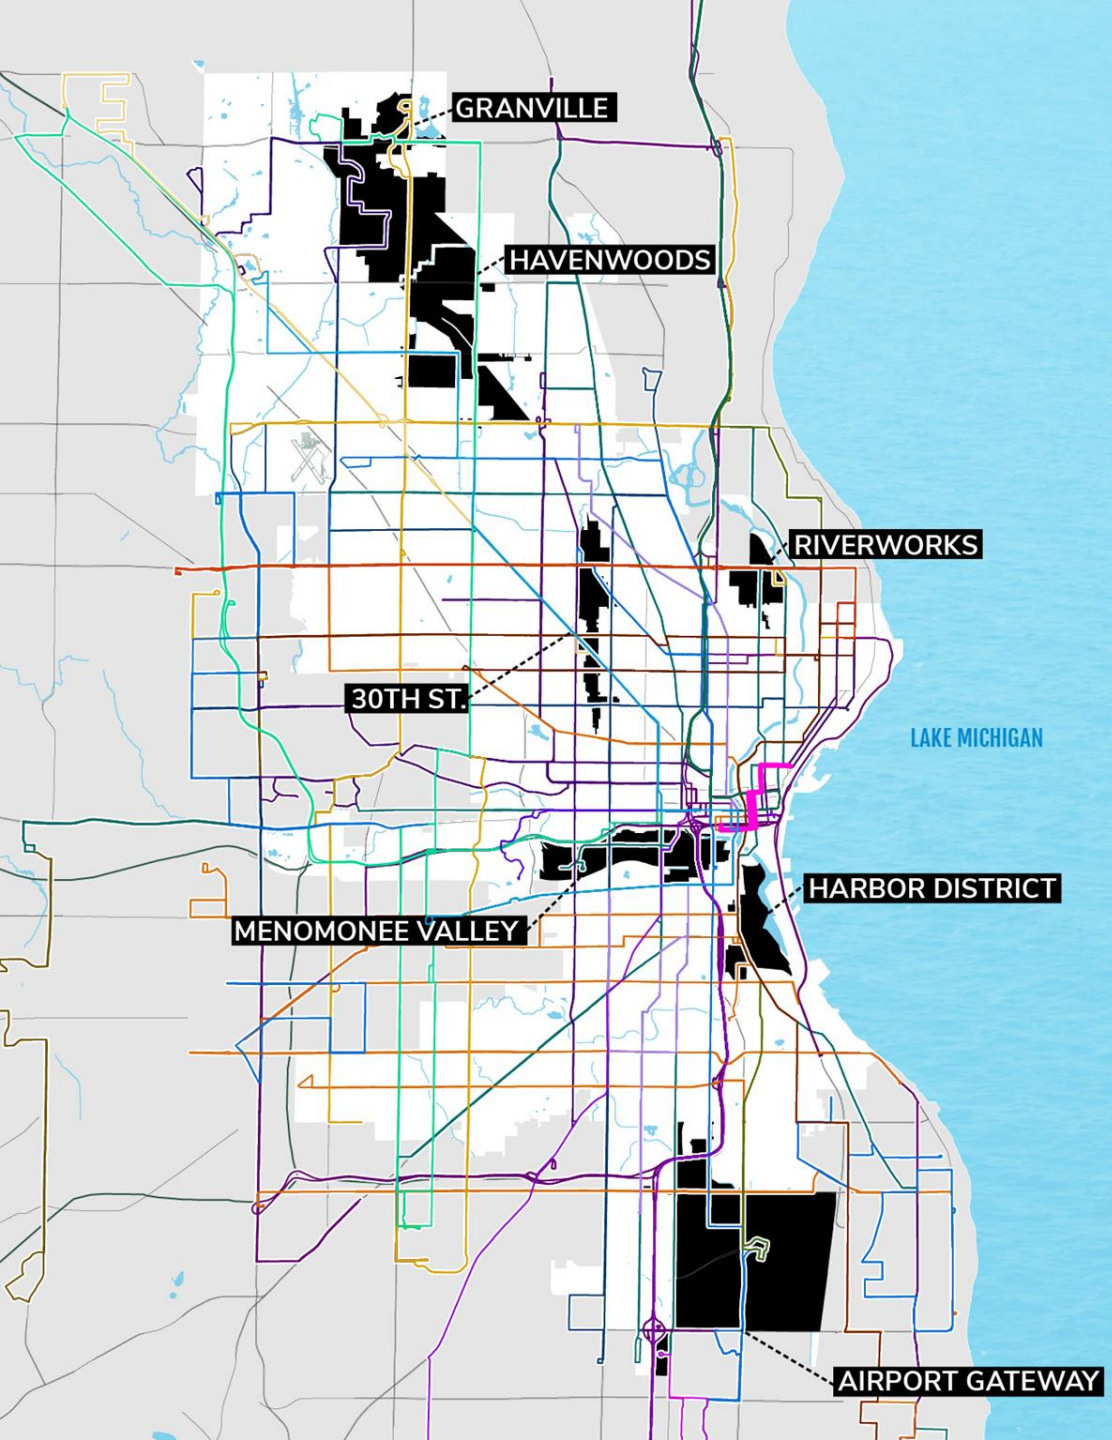 GRANVILLE
HAVENWOODS
RIVERWORKS
30TH ST.
LAKE MICHIGAN
HARBOR DISTRICT
MENOMONEE VALLEY
AIRPORT GATEWAY